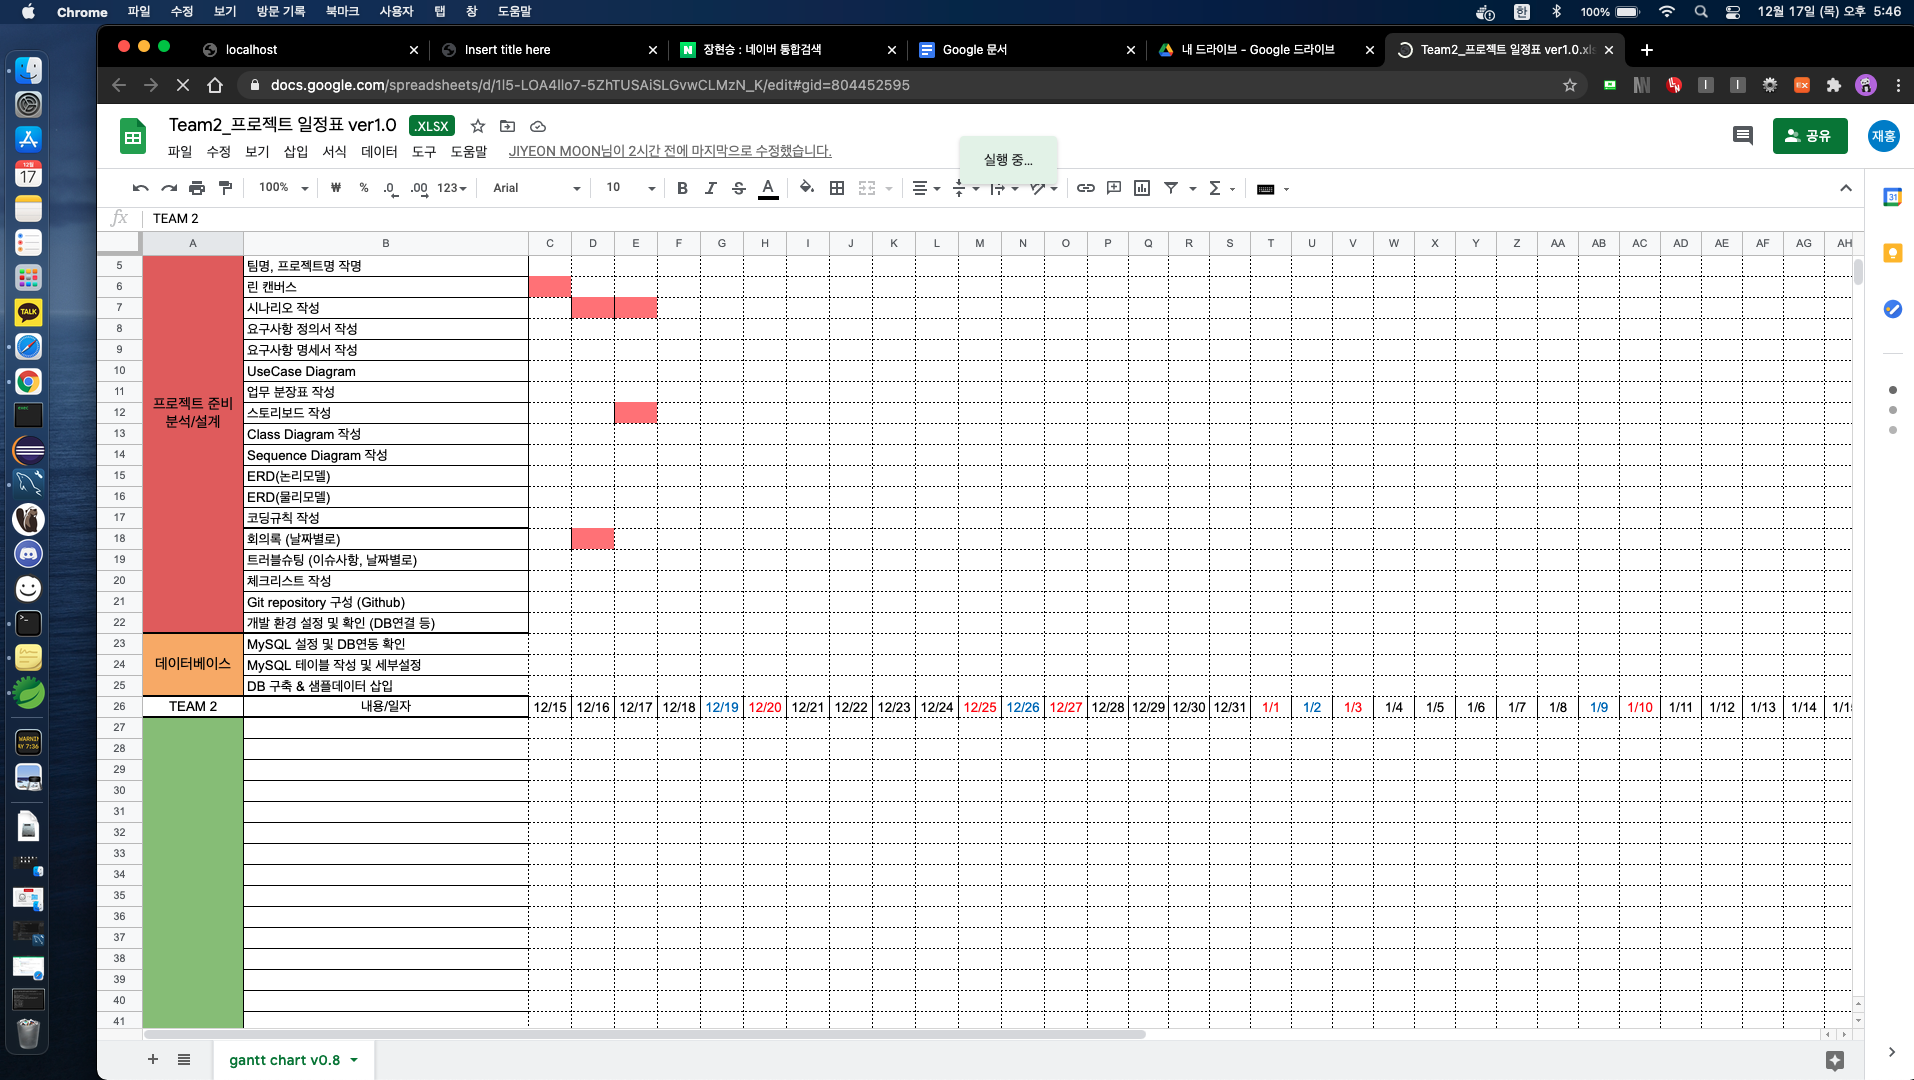 Chrome 파일 수정 보기 방문 기록 북마크 사용자 탭 창 도움말 한 100% 12월 17일 (목) 오후 5:46
localhost Insert title here 장현승 : 네이버 통합검색 Google 문서 내 드라이브 - Google 드라이브 Team2_프로젝트 일정표 ver1.0.xls
docs.google.com/spreadsheets/d/1I5-LOA4llo7-5ZhTUSAiSLGvwCLMzN_K/edit#gid=804452595
Team2_프로젝트 일정표 ver1.0 .XLSX
파일 수정 보기 삽입 서식 데이터 도구 도움말 JIYEON MOON님이 2시간 전에 마지막으로 수정했습니다.
실행 중...
공유 재홍
100% ₩ % .0 .00 123 Arial 10 B I S A
fx TEAM 2
A B C D E F G H I J K L M N O P Q R S T U V W X Y Z AA AB AC AD AE AF AG AH
5 팀명, 프로젝트명 작명
6 린 캔버스
7 시나리오 작성
8 요구사항 정의서 작성
9 요구사항 명세서 작성
10 UseCase Diagram
11 업무 분장표 작성
프로젝트 준비
분석/설계
12 스토리보드 작성
13 Class Diagram 작성
14 Sequence Diagram 작성
15 ERD(논리모델)
16 ERD(물리모델)
17 코딩규칙 작성
18 회의록 (날짜별로)
19 트러블슈팅 (이슈사항, 날짜별로)
20 체크리스트 작성
21 Git repository 구성 (Github)
22 개발 환경 설정 및 확인 (DB연결 등)
23 MySQL 설정 및 DB연동 확인
24 데이터베이스 MySQL 테이블 작성 및 세부설정
25 DB 구축 & 샘플데이터 삽입
26 TEAM 2 내용/일자 12/15 12/16 12/17 12/18 12/19 12/20 12/21 12/22 12/23 12/24 12/25 12/26 12/27 12/28 12/29 12/30 12/31 1/1 1/2 1/3 1/4 1/5 1/6 1/7 1/8 1/9 1/10 1/11 1/12 1/13 1/14
27
28
29
30
31
32
33
34
35
36
37
38
39
40
41
gantt chart v0.8
12월
17
TALK